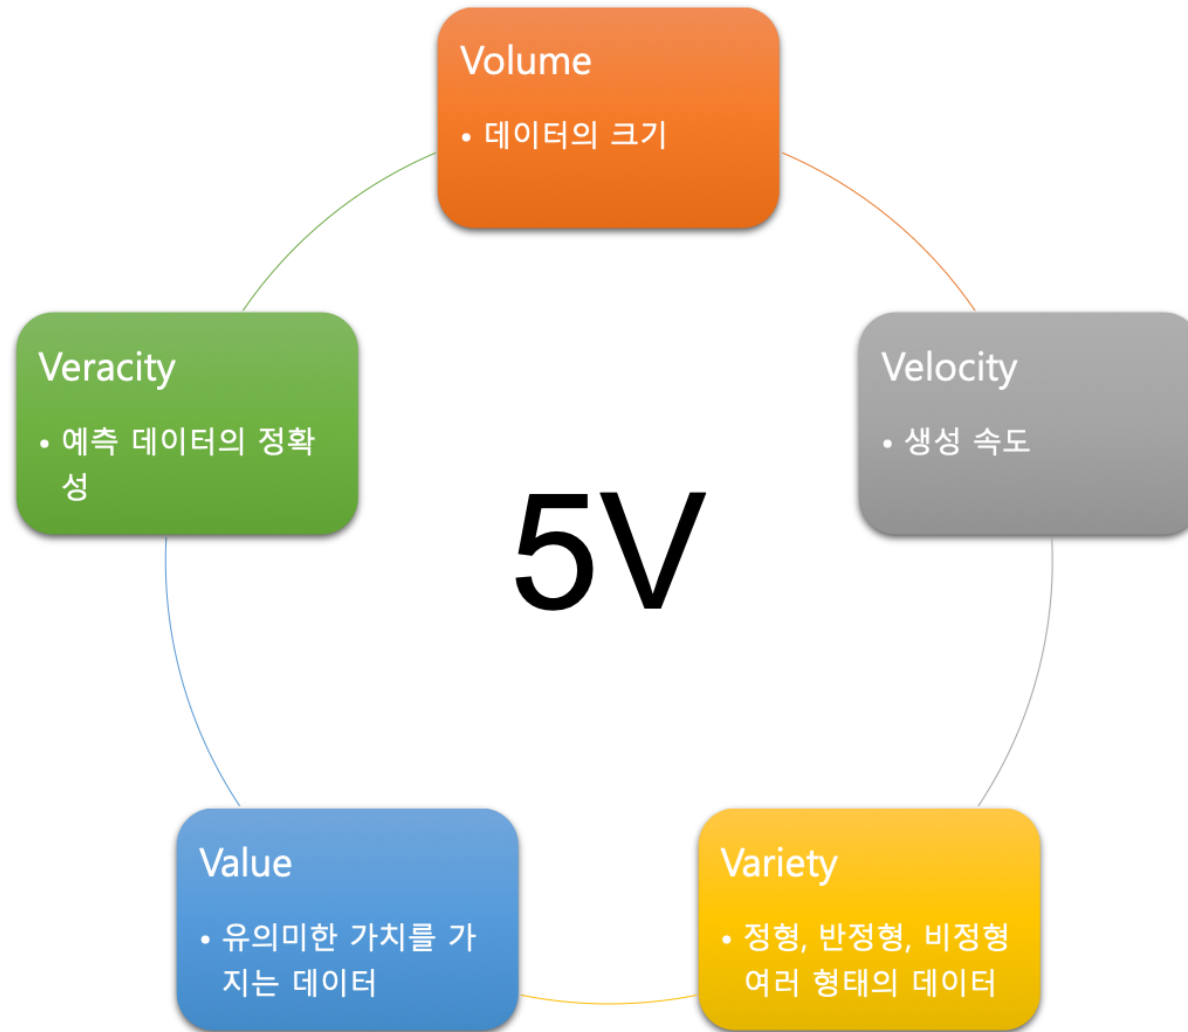 Volume
• 데이터의 크기
Velocity
• 생성 속도
Variety
• 정형, 반정형, 비정형
여러 형태의 데이터
Value
• 유의미한 가치를 가
지는 데이터
Veracity
• 예측 데이터의 정확
성
5V